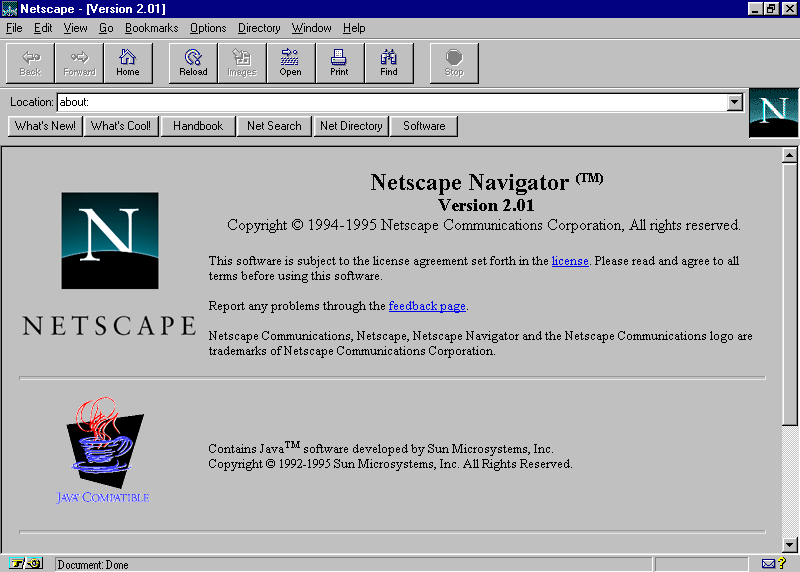 Netscape - [Version 2.01]
File Edit View Go Bookmarks Options Directory Window Help
Back Forward Home Reload Images Open Print Find Stop
Location: about:
N
What's New! What's Cool! Handbook Net Search Net Directory Software
Netscape Navigator (TM)
Version 2.01
Copyright © 1994-1995 Netscape Communications Corporation, All rights reserved.
N
NETSCAPE
This software is subject to the license agreement set forth in the license. Please read and agree to all
terms before using this software.
Report any problems through the feedback page.
Netscape Communications, Netscape, Netscape Navigator and the Netscape Communications logo are
trademarks of Netscape Communications Corporation.
JAVA COMPATIBLE
Contains Java™ software developed by Sun Microsystems, Inc.
Copyright © 1992-1995 Sun Microsystems, Inc. All Rights Reserved.
Document: Done
?